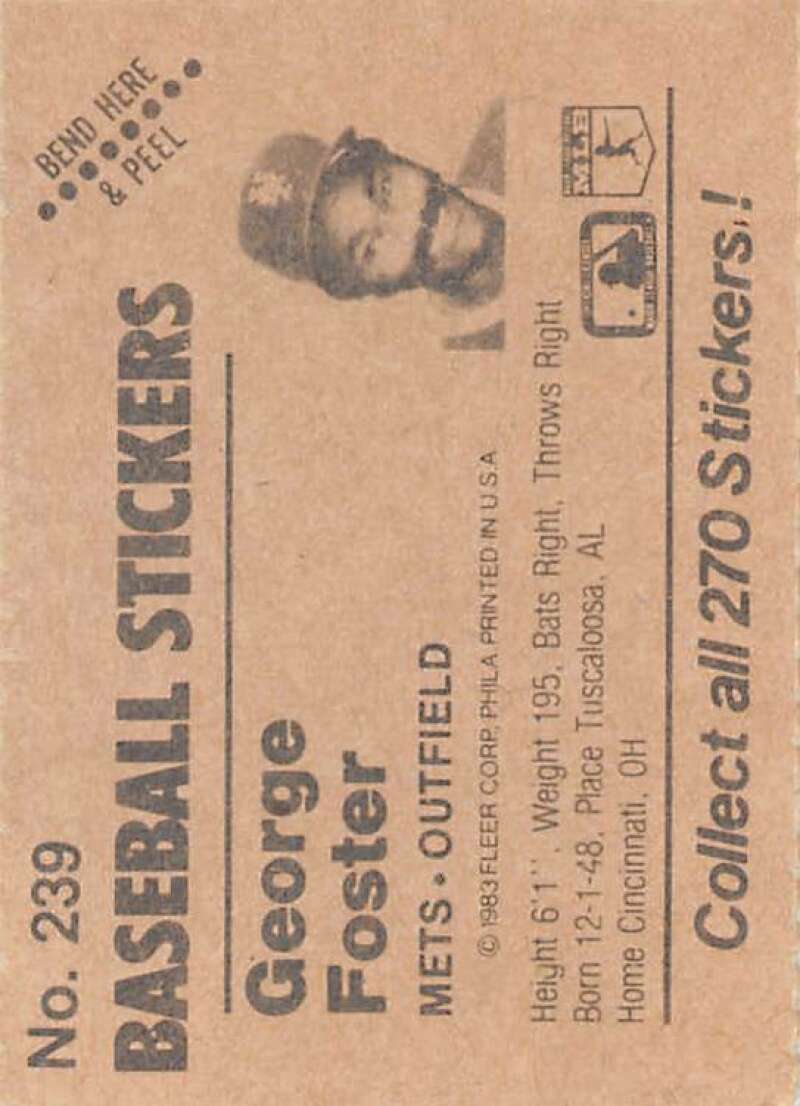 No. 239
BEND HERE
& PEEL
BASEBALL STICKERS
George
Foster
METS • OUTFIELD
© 1983 FLEER CORP, PHILA PRINTED IN U.S.A
Height 6'1'', Weight 195, Bats Right, Throws Right
Born 12-1-48, Place Tuscaloosa, AL
Home Cincinnati, OH
MLB
Collect all 270 Stickers!